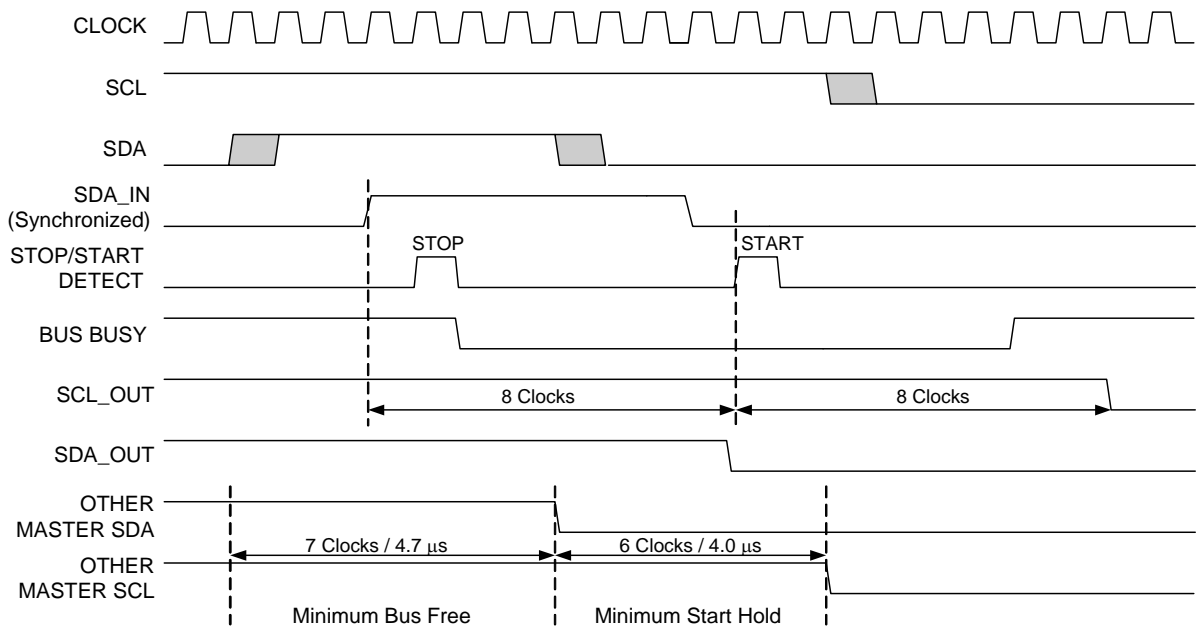 CLOCK
SCL
SDA
SDA_IN
(Synchronized)
STOP/START
DETECT
STOP
START
BUS BUSY
SCL_OUT
8 Clocks
8 Clocks
SDA_OUT
OTHER
MASTER SDA
7 Clocks / 4.7 μs
6 Clocks / 4.0 μs
OTHER
MASTER SCL
Minimum Bus Free
Minimum Start Hold